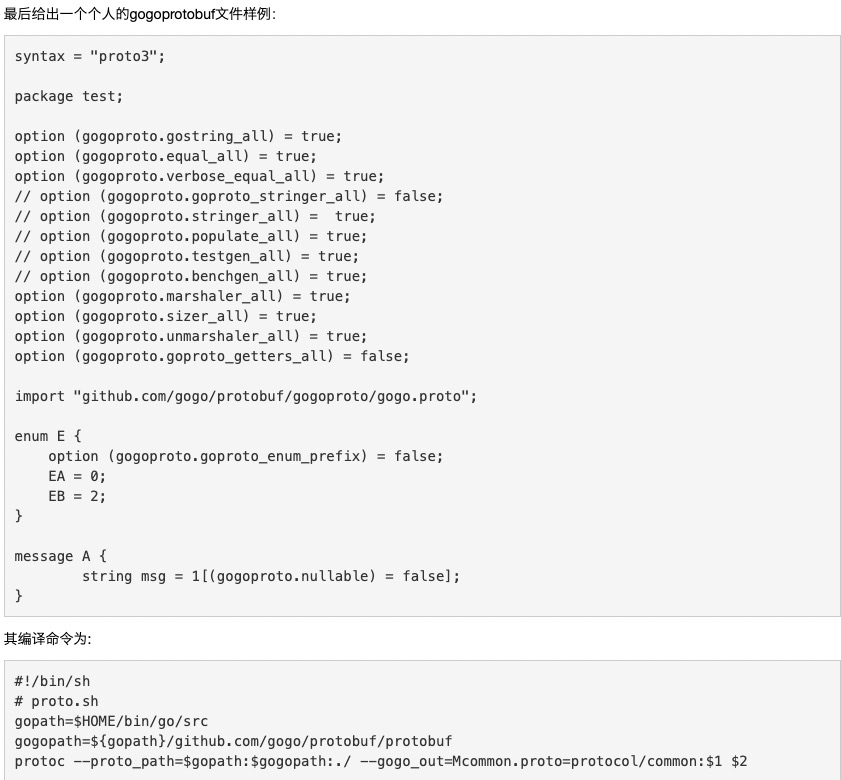 最后给出一个个人的gogoprotobuf文件样例:
syntax = "proto3";
package test;
option (gogoproto.gostring_all) = true;
option (gogoproto.equal_all) = true;
option (gogoproto.verbose_equal_all) = true;
// option (gogoproto.goproto_stringer_all) = false;
// option (gogoproto.stringer_all) =  true;
// option (gogoproto.populate_all) = true;
// option (gogoproto.testgen_all) = true;
// option (gogoproto.benchgen_all) = true;
option (gogoproto.marshaler_all) = true;
option (gogoproto.sizer_all) = true;
option (gogoproto.unmarshaler_all) = true;
option (gogoproto.goproto_getters_all) = false;
import "github.com/gogo/protobuf/gogoproto/gogo.proto";
enum E {
    option (gogoproto.goproto_enum_prefix) = false;
    EA = 0;
    EB = 2;
}
message A {
        string msg = 1[(gogoproto.nullable) = false];
}
其编译命令为:
#!/bin/sh
# proto.sh
gopath=$HOME/bin/go/src
gogopath=${gopath}/github.com/gogo/protobuf/protobuf
protoc --proto_path=$gopath:$gogopath:./ --gogo_out=Mcommon.proto=protocol/common:$1 $2